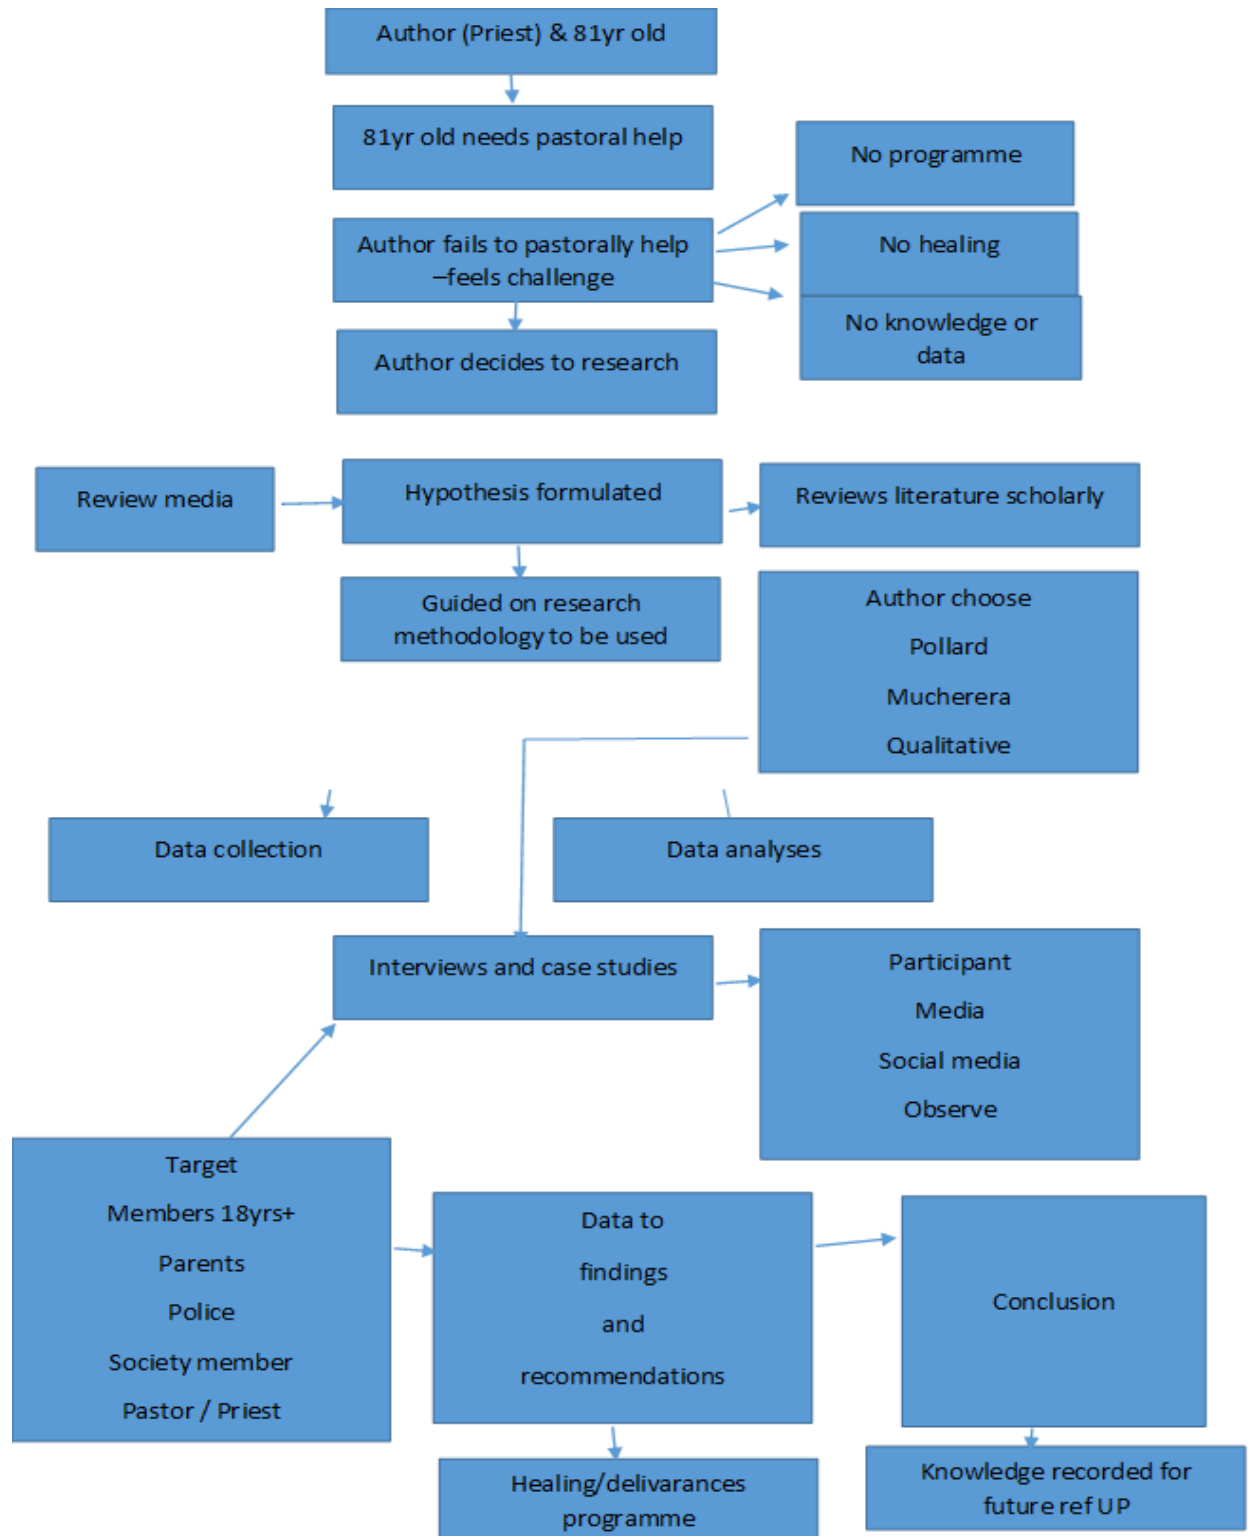 Author (Priest) & 81yr old
81yr old needs pastoral help
No programme
Author fails to pastorally help
–feels challenge
No healing
No knowledge or
data
Author decides to research
Review media
Hypothesis formulated
Reviews literature scholarly
Guided on research
methodology to be used
Author choose
Pollard
Mucherera
Qualitative
Data collection
Data analyses
Interviews and case studies
Participant
Media
Social media
Observe
Target
Members 18yrs+
Parents
Police
Society member
Pastor / Priest
Data to
findings
and
recommendations
Conclusion
Healing/delivarances
programme
Knowledge recorded for
future ref UP